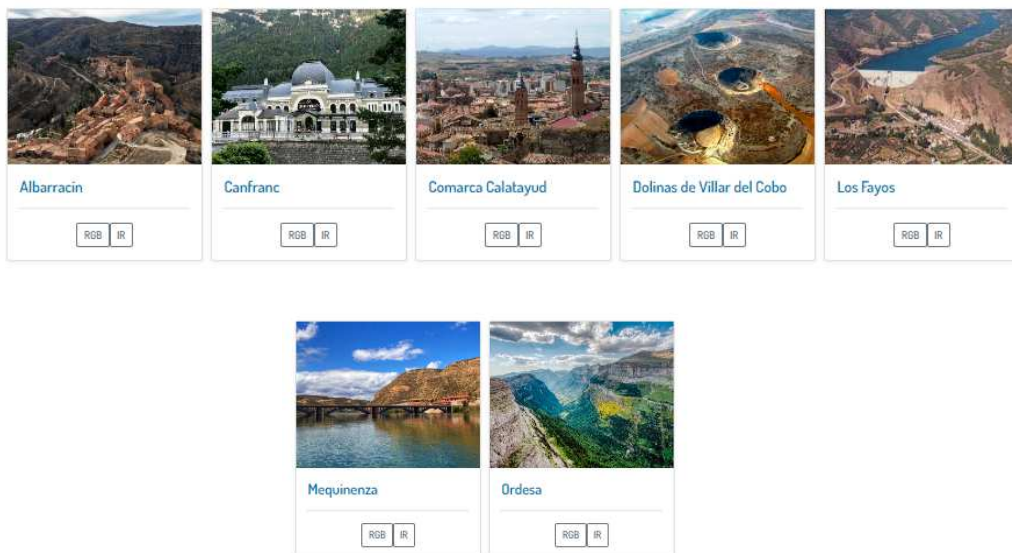 Albarracin
Canfranc
Comarca Calatayud
Dolinas de Villar del Cobo
Los Fayos
RGB IR
RGB IR
RGB IR
RGB IR
RGB IR
Mequinenza
Ordesa
RGB IR
RGB IR